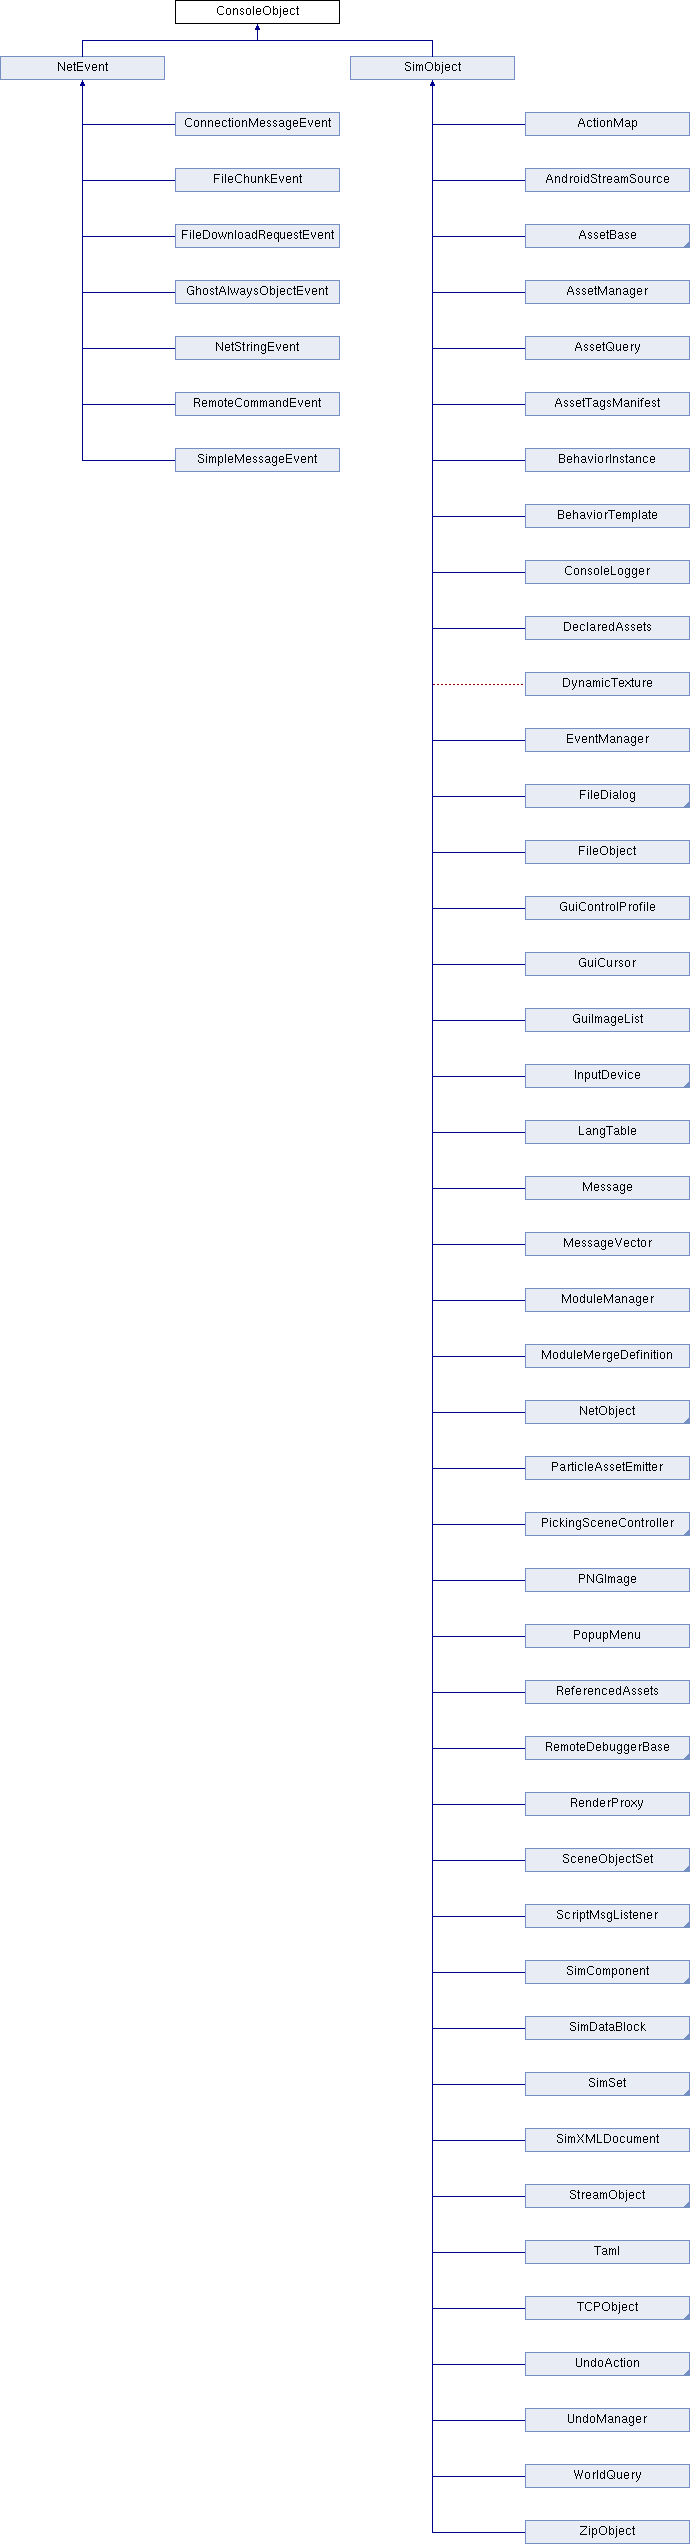 ConsoleObject
NetEvent
SimObject
ConnectionMessageEvent
ActionMap
FileChunkEvent
AndroidStreamSource
FileDownloadRequestEvent
AssetBase
GhostAlwaysObjectEvent
AssetManager
NetStringEvent
AssetQuery
RemoteCommandEvent
AssetTagsManifest
SimpleMessageEvent
BehaviorInstance
BehaviorTemplate
ConsoleLogger
DeclaredAssets
DynamicTexture
EventManager
FileDialog
FileObject
GuiControlProfile
GuiCursor
GuiImageList
InputDevice
LangTable
Message
MessageVector
ModuleManager
ModuleMergeDefinition
NetObject
ParticleAssetEmitter
PickingSceneController
PNGImage
PopupMenu
ReferencedAssets
RemoteDebuggerBase
RenderProxy
SceneObjectSet
ScriptMsgListener
SimComponent
SimDataBlock
SimSet
SimXMLDocument
StreamObject
Taml
TCPObject
UndoAction
UndoManager
WorldQuery
ZipObject